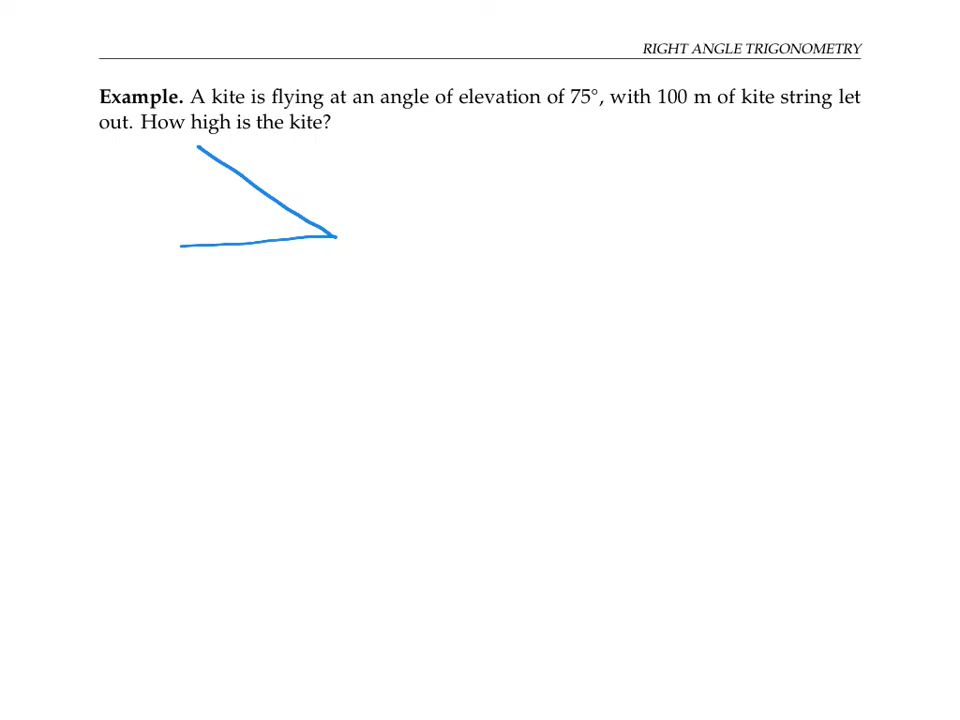 RIGHT ANGLE TRIGONOMETRY
Example. A kite is flying at an angle of elevation of 75°, with 100 m of kite string let
out. How high is the kite?